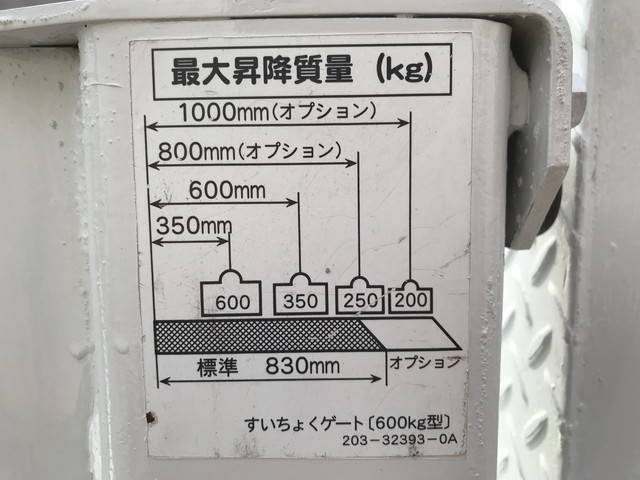 最大昇降質量 (kg)
1000mm(オプション)
800mm(オプション)
600mm
350mm
600 350 250 200
標準 830mm オプション
すいちょくゲート〔600kg型〕
203-32393-0A